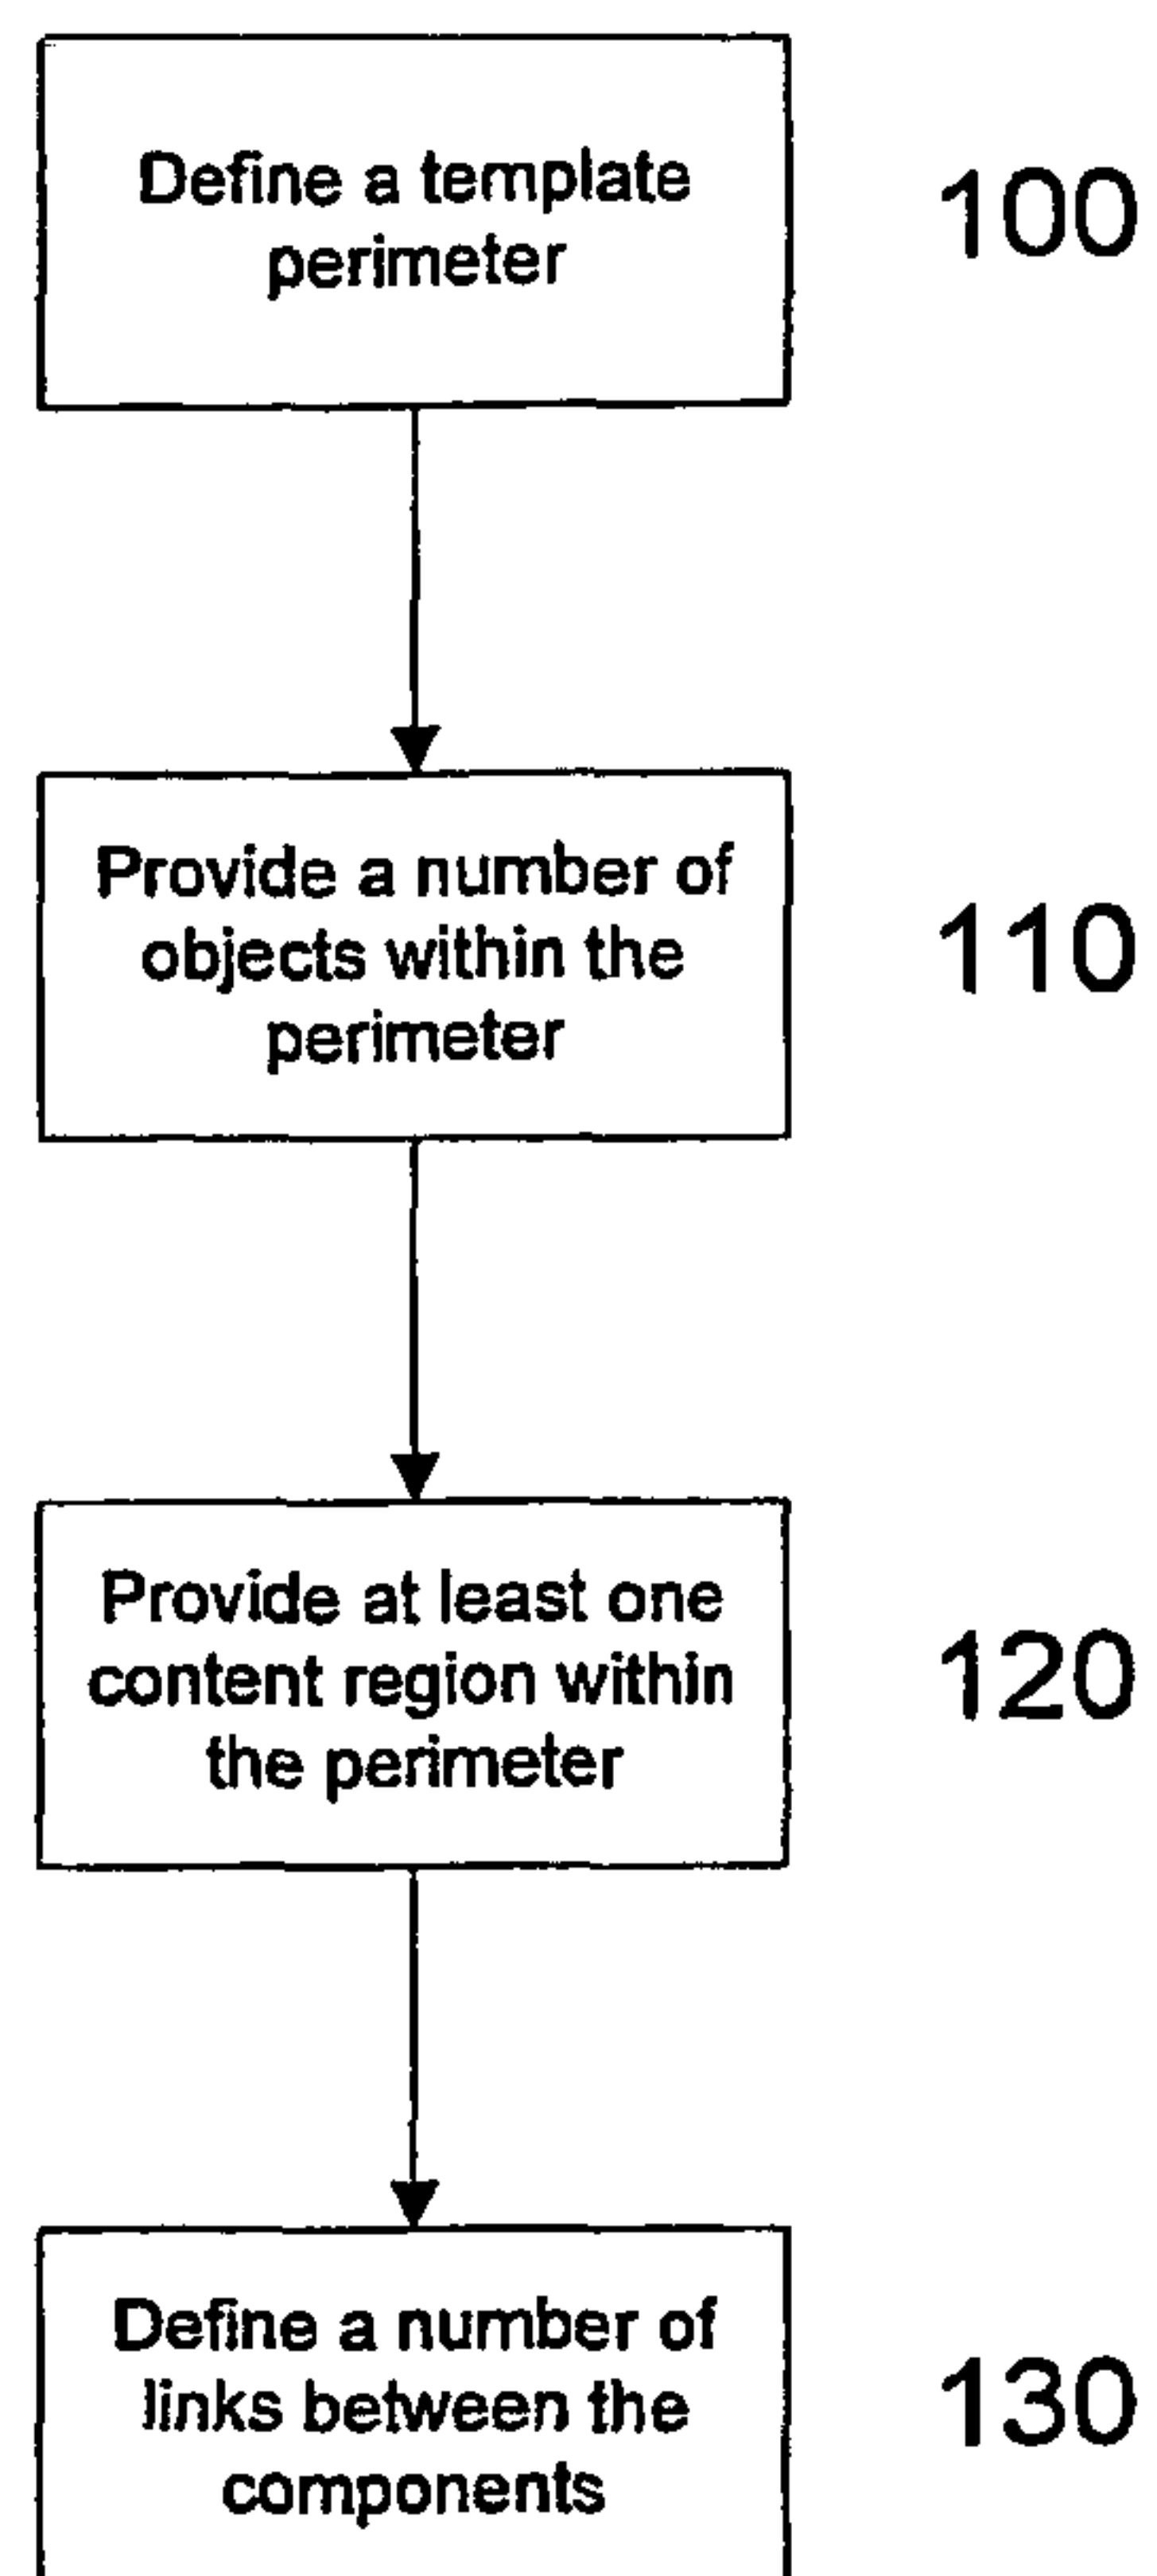 Define a template
perimeter
100
Provide a number of
objects within the
perimeter
110
Provide at least one
content region within
the perimeter
120
Define a number of
links between the
components
130